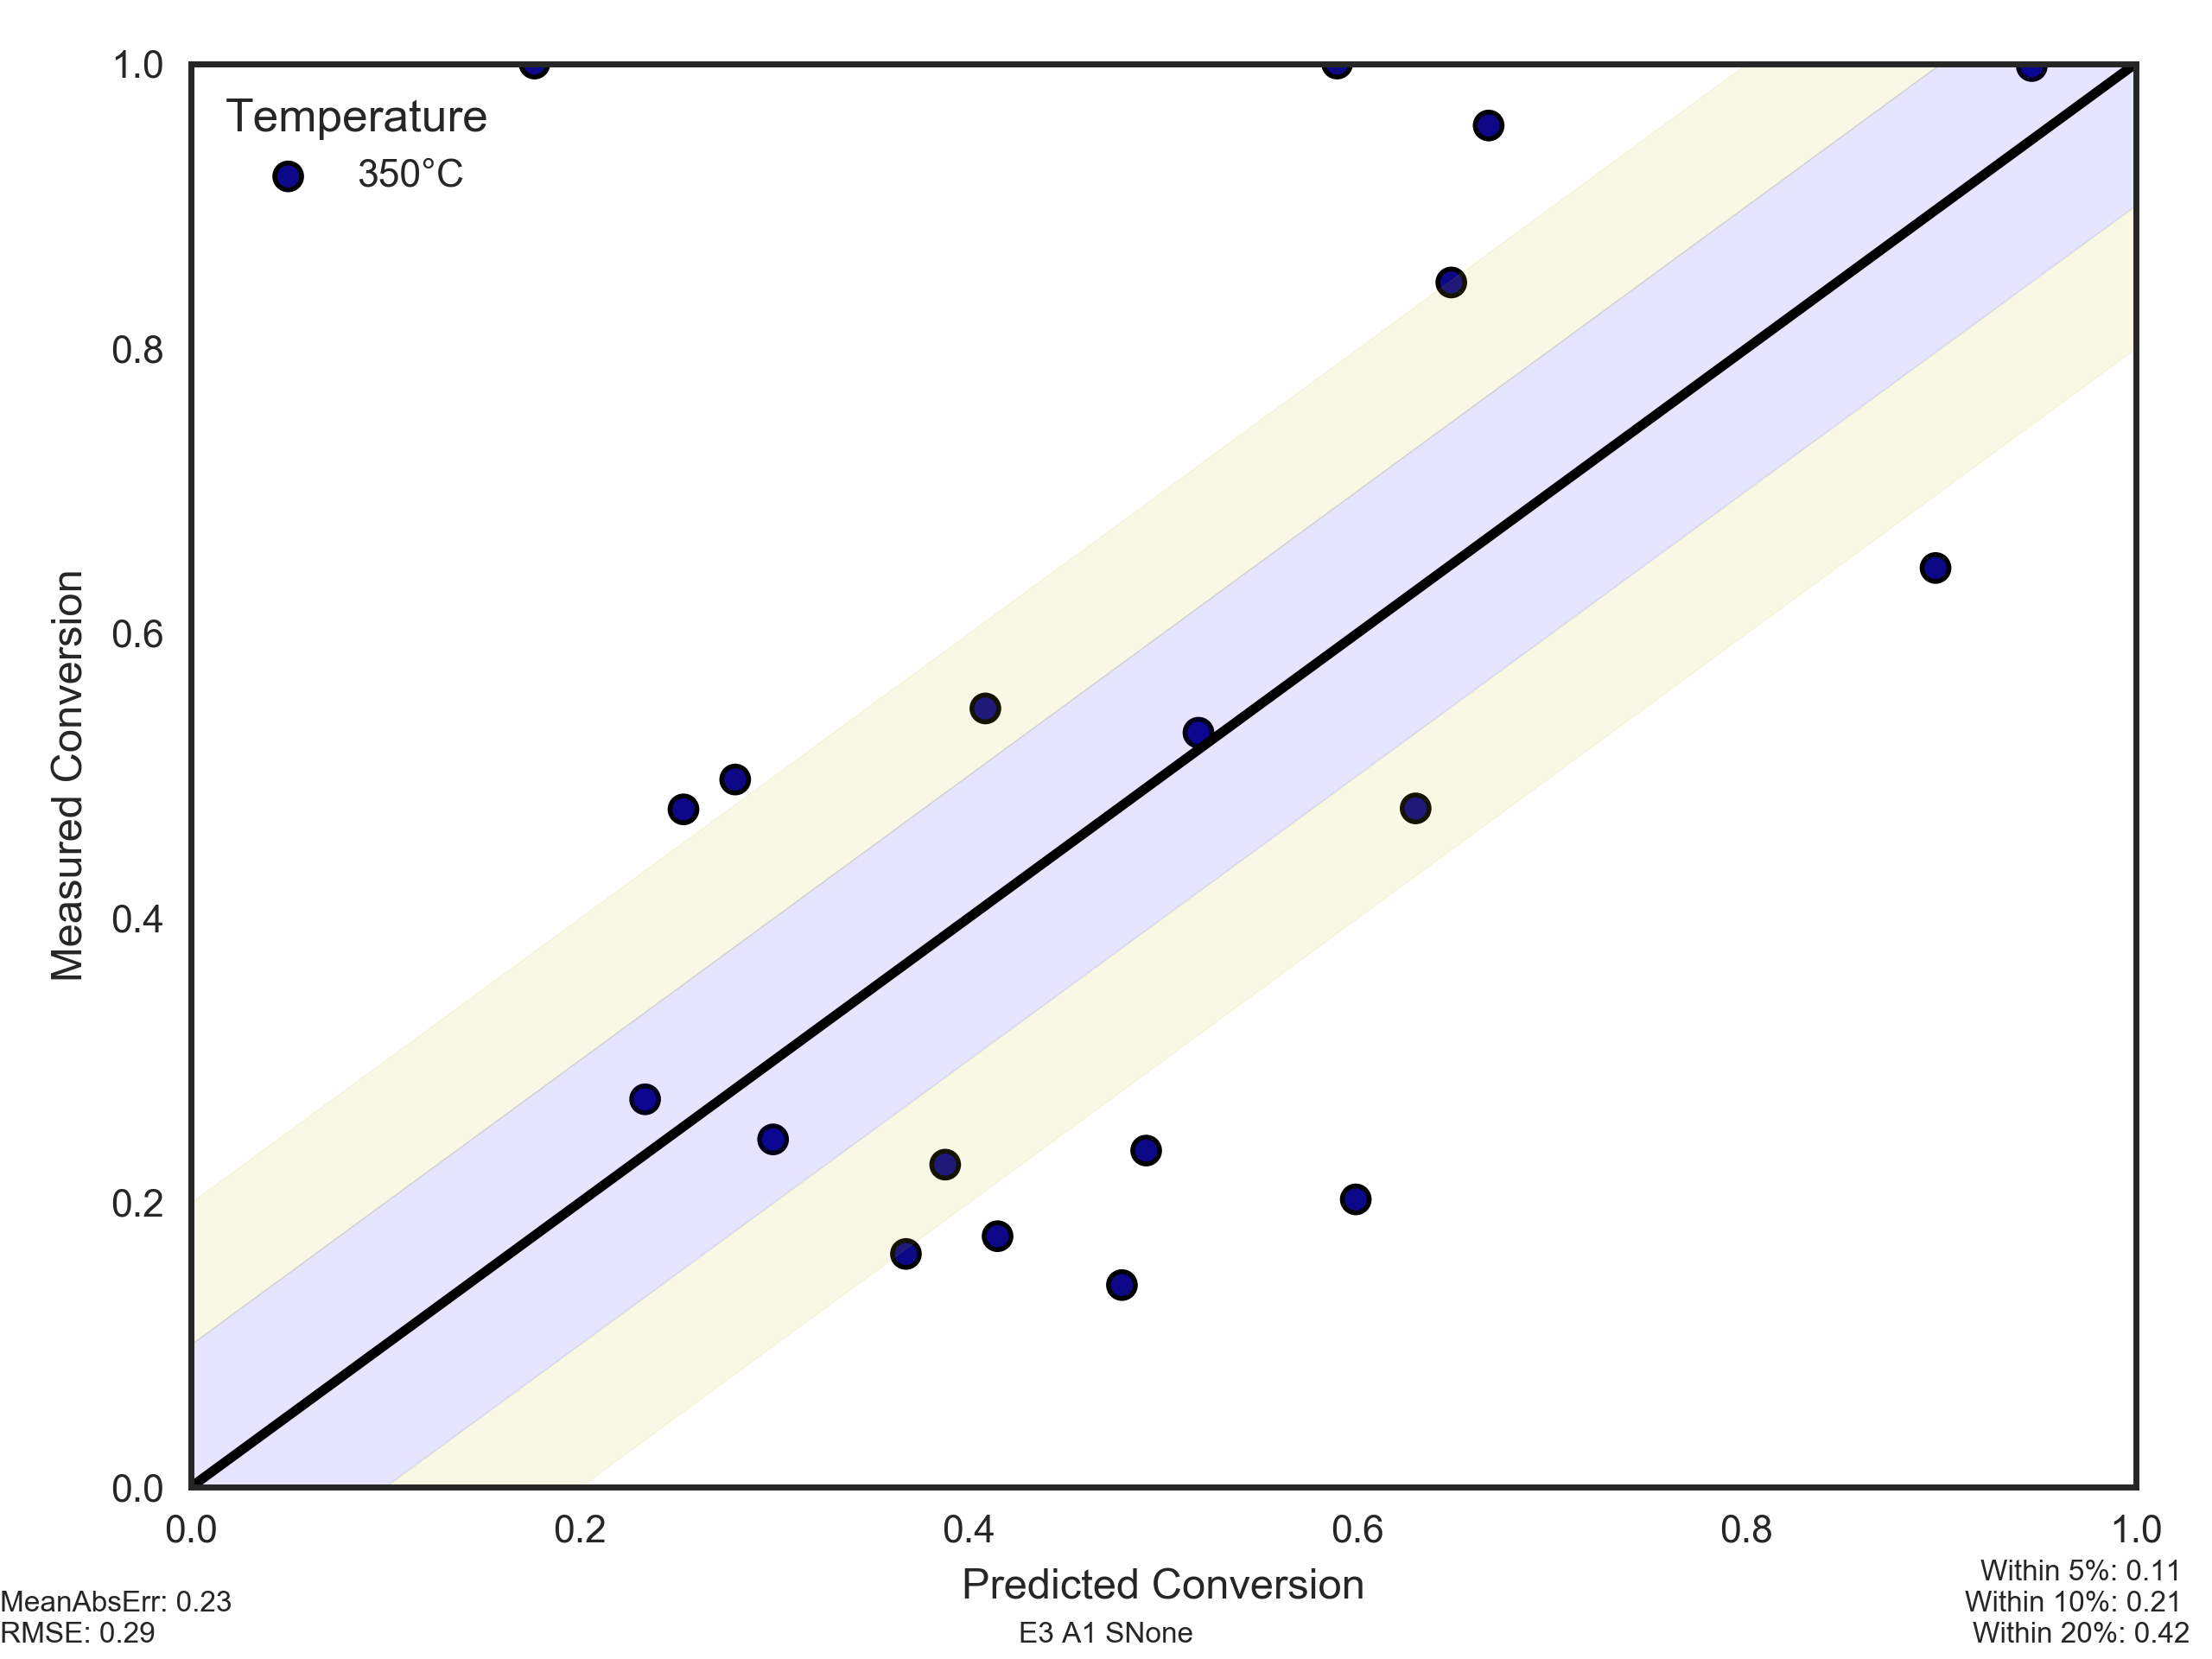 1.0
Temperature
350°C
0.8
0.6
Measured Conversion
0.4
0.2
0.0
0.0 0.2 0.4 0.6 0.8 1.0
Predicted Conversion
E3 A1 SNone
MeanAbsErr: 0.23
RMSE: 0.29
Within 5%: 0.11
Within 10%: 0.21
Within 20%: 0.42